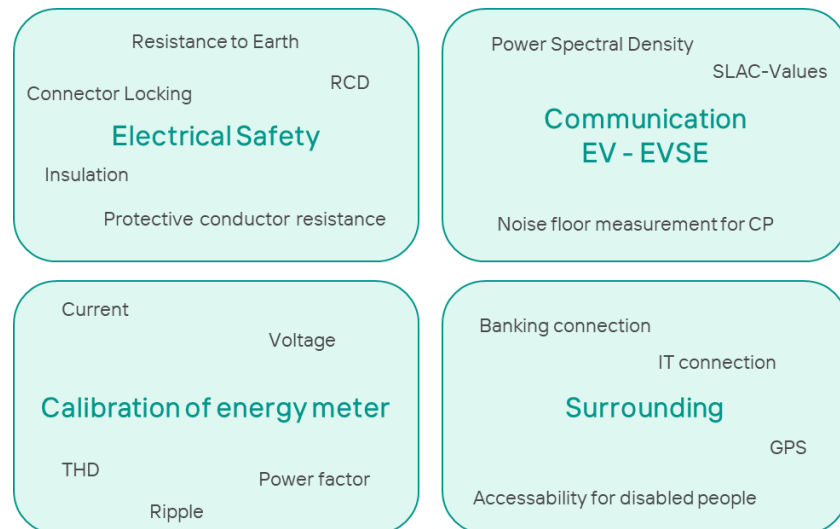 Resistance to Earth
RCD
Connector Locking
Electrical Safety
Insulation
Protective conductor resistance
Power Spectral Density
SLAC-Values
Communication
EV - EVSE
Noise floor measurement for CP
Current
Voltage
Calibration of energy meter
THD
Power factor
Ripple
Banking connection
IT connection
Surrounding
GPS
Accessability for disabled people